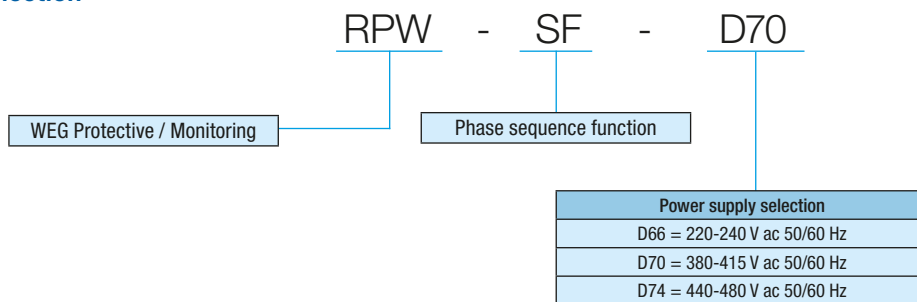 RPW - SF - D70
WEG Protective / Monitoring
Phase sequence function
Power supply selection
D66 = 220-240 V ac 50/60 Hz
D70 = 380-415 V ac 50/60 Hz
D74 = 440-480 V ac 50/60 Hz